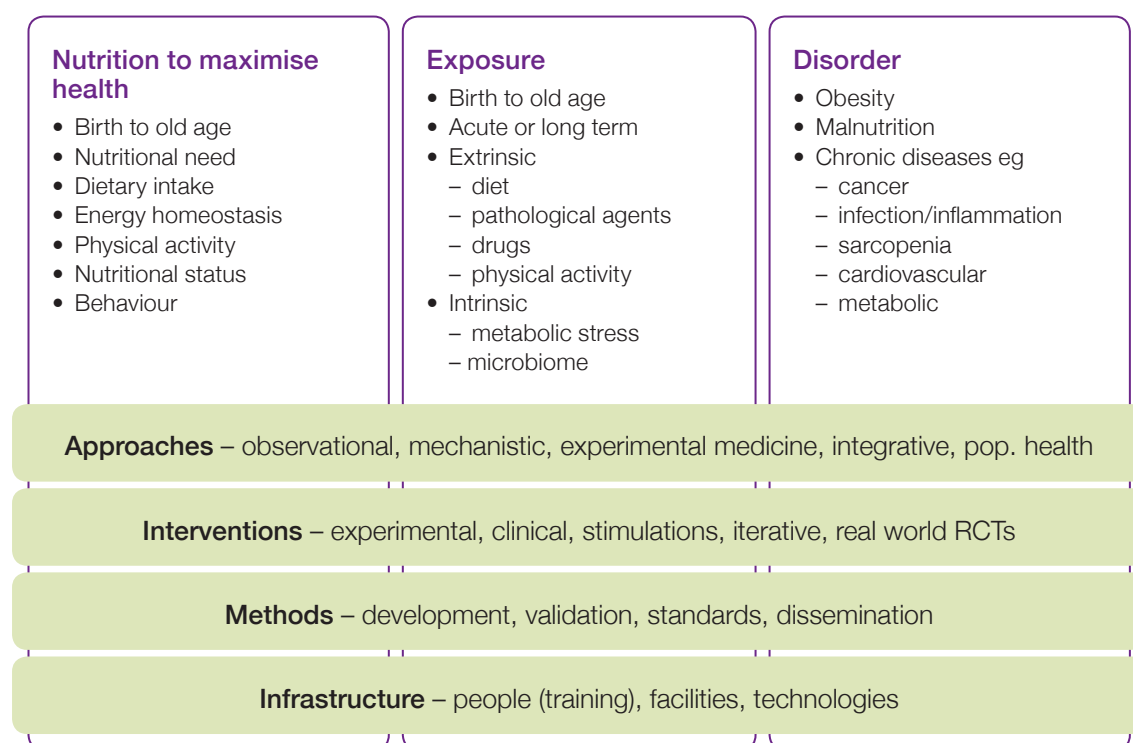 Nutrition to maximise
health
• Birth to old age
• Nutritional need
• Dietary intake
• Energy homeostasis
• Physical activity
• Nutritional status
• Behaviour
Exposure
• Birth to old age
• Acute or long term
• Extrinsic
– diet
– pathological agents
– drugs
– physical activity
• Intrinsic
– metabolic stress
– microbiome
Disorder
• Obesity
• Malnutrition
• Chronic diseases eg
– cancer
– infection/inflammation
– sarcopenia
– cardiovascular
– metabolic
Approaches – observational, mechanistic, experimental medicine, integrative, pop. health
Interventions – experimental, clinical, stimulations, iterative, real world RCTs
Methods – development, validation, standards, dissemination
Infrastructure – people (training), facilities, technologies